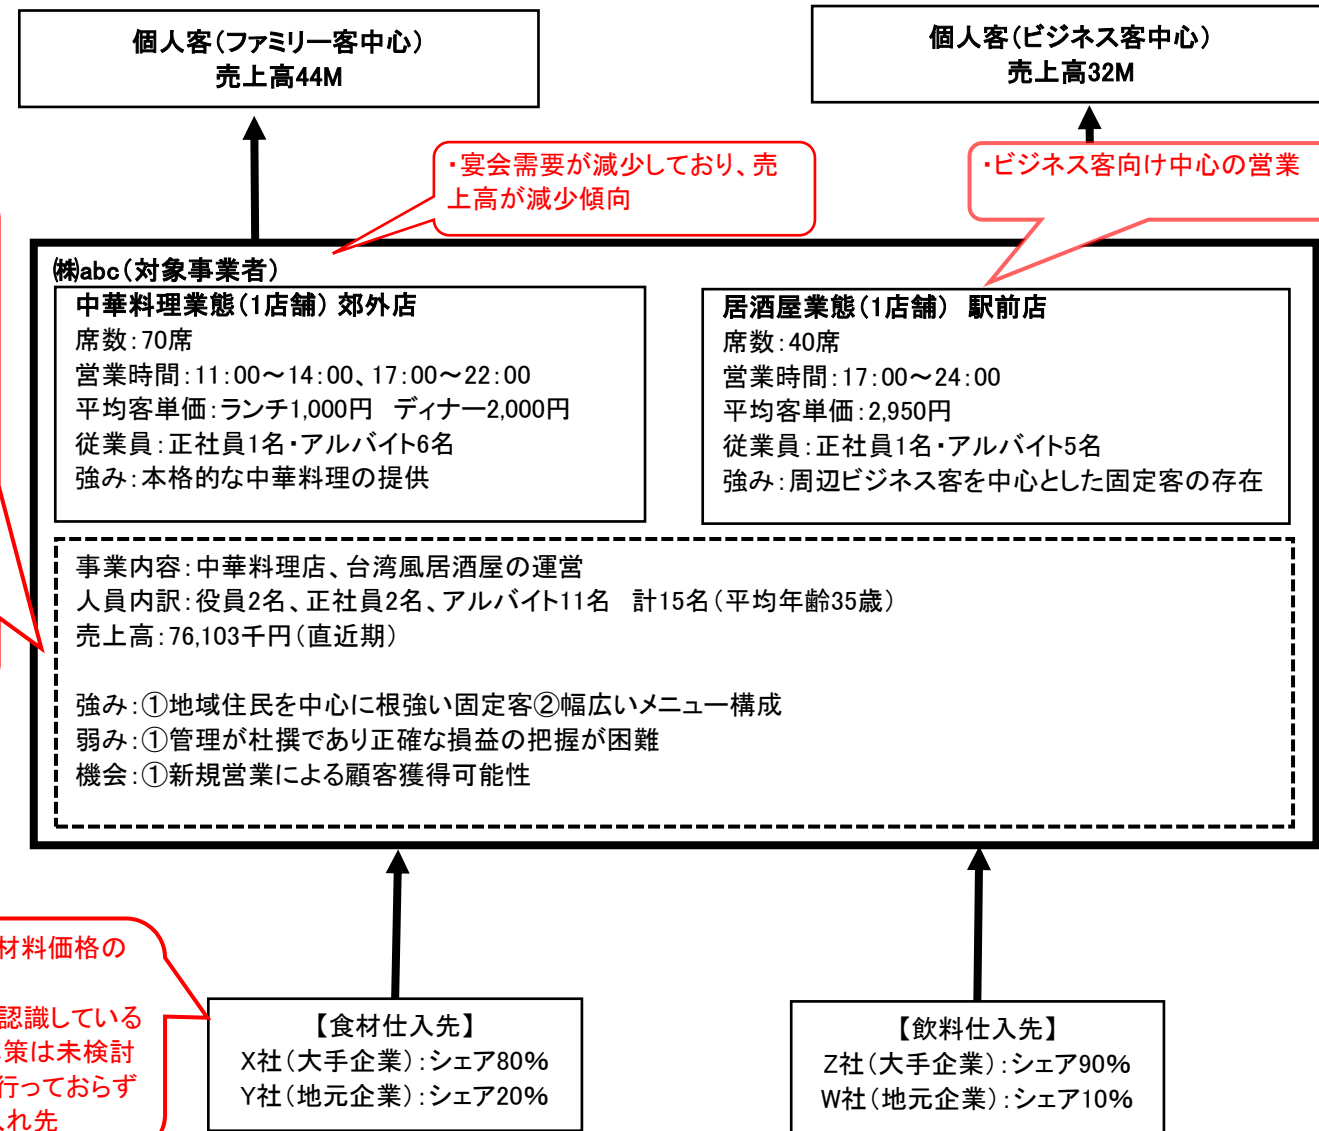 個人客(ファミリー客中心)
売上高44M
個人客(ビジネス客中心)
売上高32M
・宴会需要が減少しており、売
上高が減少傾向
・ビジネス客向け中心の営業
㈱abc(対象事業者)
中華料理業態(1店舗) 郊外店
席数:70席
営業時間:11:00～14:00、17:00～22:00
平均客単価:ランチ1,000円 ディナー2,000円
従業員:正社員1名・アルバイト6名
強み:本格的な中華料理の提供
居酒屋業態(1店舗) 駅前店
席数:40席
営業時間:17:00～24:00
平均客単価:2,950円
従業員:正社員1名・アルバイト5名
強み:周辺ビジネス客を中心とした固定客の存在
事業内容:中華料理店、台湾風居酒屋の運営
人員内訳:役員2名、正社員2名、アルバイト11名 計15名(平均年齢35歳)
売上高:76,103千円(直近期)
強み:①地域住民を中心に根強い固定客②幅広いメニュー構成
弱み:①管理が杜撰であり正確な損益の把握が困難
機会:①新規営業による顧客獲得可能性
材料価格の
認識している
策は未検討
行っておらず
れ先
【食材仕入先】
X社(大手企業):シェア80%
Y社(地元企業):シェア20%
【飲料仕入先】
Z社(大手企業):シェア90%
W社(地元企業):シェア10%